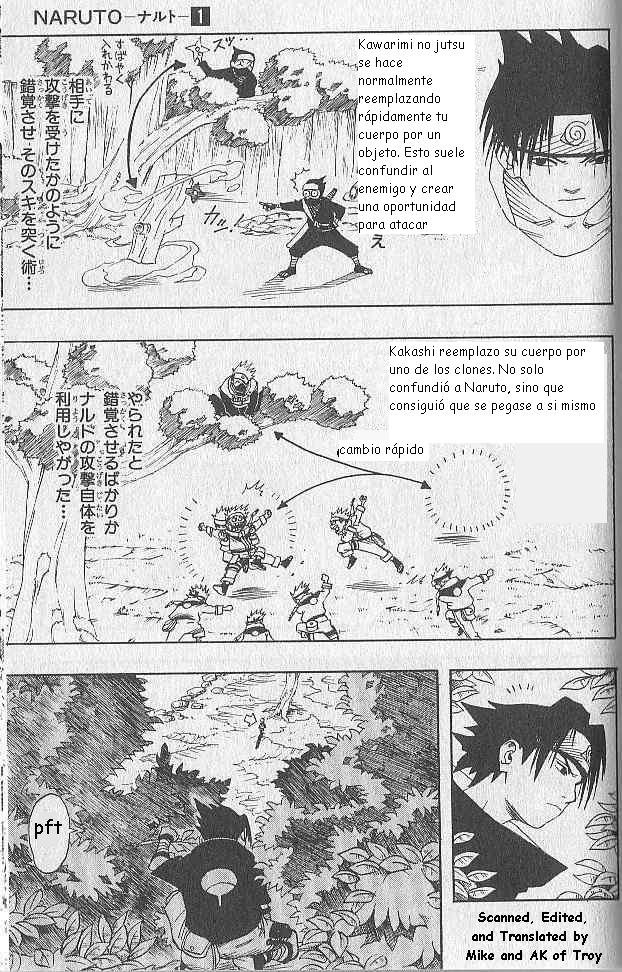 NARUTO―ナルト― 1
Kawarimi no jutsu
se hace
normalmente
reemplazando
rápidamente tu
cuerpo por un
objeto. Esto suele
confundir al
enemigo y crear
una oportunidad
para atacar
え
ズッ…
すばやく
入れかわる
カッ!
相手に
攻撃を受けたかのように
錯覚させ、そのスキを突く術…
Kakashi reemplazo su cuerpo por
uno de los clones. No solo
confundió a Naruto, sino que
consiguió que se pegase a si mismo
cambio rápido
やられたと
錯覚させるばかりか
ナルトの攻撃自体を
利用しやがった…
pft
Scanned, Edited,
and Translated by
Mike and AK of Troy